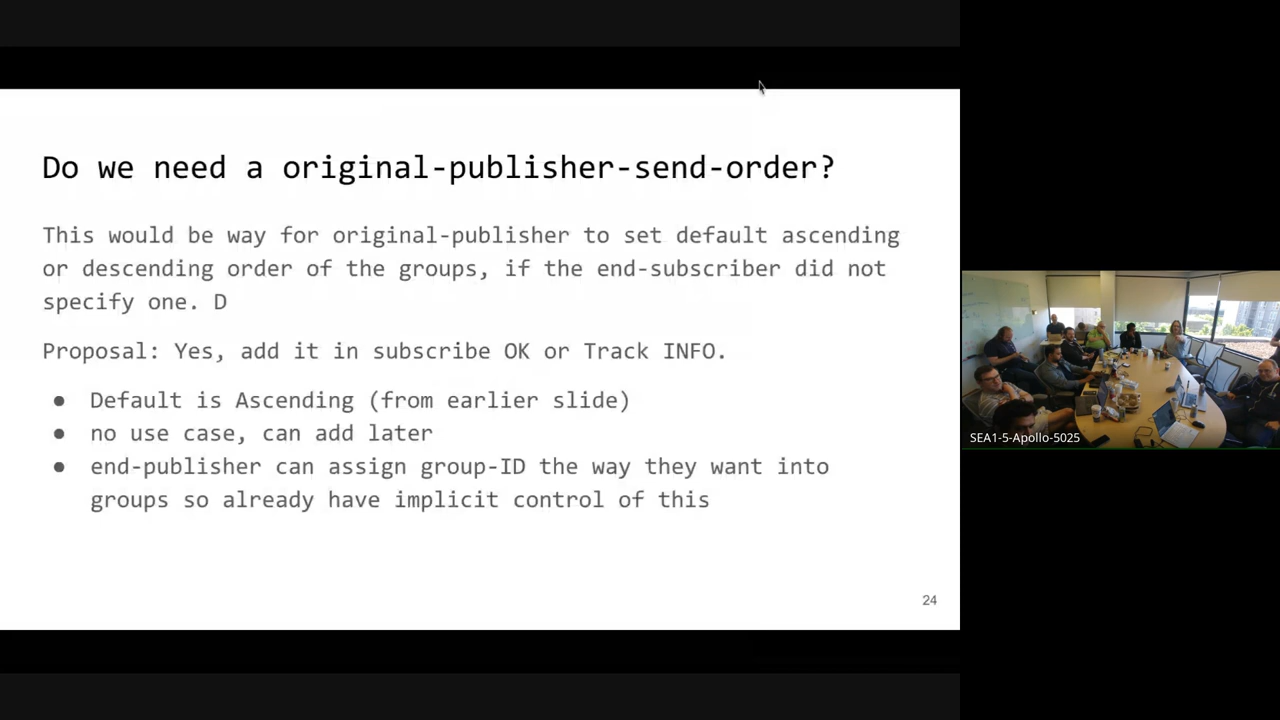 Do we need a original-publisher-send-order?
This would be way for original-publisher to set default ascending
or descending order of the groups, if the end-subscriber did not
specify one. D
Proposal: Yes, add it in subscribe OK or Track INFO.
● Default is Ascending (from earlier slide)
● no use case, can add later
● end-publisher can assign group-ID the way they want into
groups so already have implicit control of this
24
SEA1-5-Apollo-5025